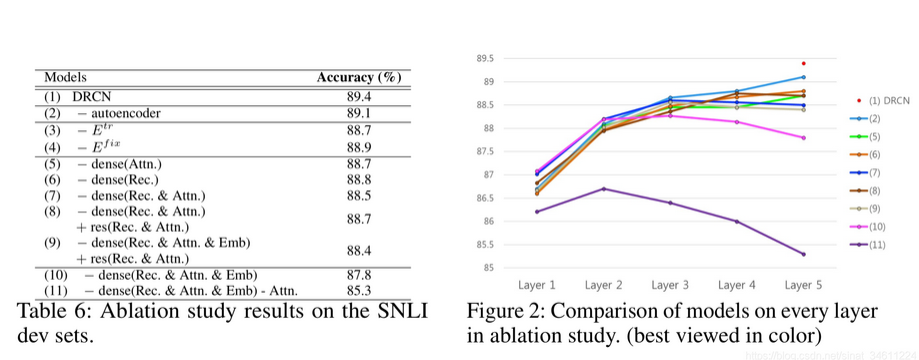 Models Accuracy (%)
(1) DRCN 89.4
(2) − autoencoder 89.1
(3) − E^{tr} 88.7
(4) − E^{fix} 88.9
(5) − dense(Attn.) 88.7
(6) − dense(Rec.) 88.8
(7) − dense(Rec. & Attn.) 88.5
(8) − dense(Rec. & Attn.)
+ res(Rec. & Attn.) 88.7
(9) − dense(Rec. & Attn. & Emb)
+ res(Rec. & Attn.) 88.4
(10) − dense(Rec. & Attn. & Emb) 87.8
(11) − dense(Rec. & Attn. & Emb) - Attn. 85.3
Table 6: Ablation study results on the SNLI
dev sets.
89.5
89
88.5
88
87.5
87
86.5
86
85.5
85
Layer 1 Layer 2 Layer 3 Layer 4 Layer 5
(1) DRCN
(2)
(5)
(6)
(7)
(8)
(9)
(10)
(11)
Figure 2: Comparison of models on every layer
in ablation study. (best viewed in color)